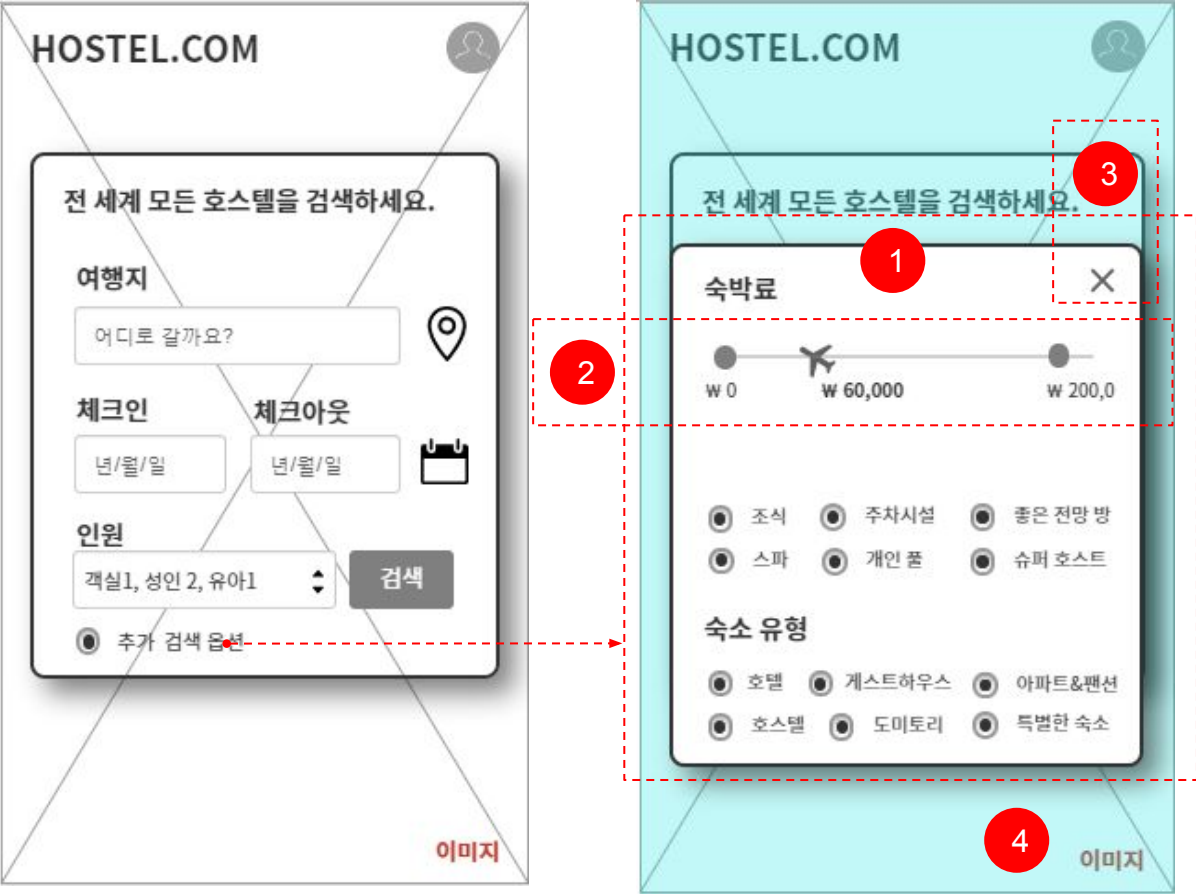 HOSTEL.COM
전 세계 모든 호스텔을 검색하세요.
여행지
어디로 갈까요?
체크인 체크아웃
년/월/일 년/월/일
인원
객실1, 성인 2, 유아1 검색
추가 검색 옵션
이미지
HOSTEL.COM
3
전 세계 모든 호스텔을 검색하세요.
1
숙박료
2
₩ 0 ₩ 60,000 ₩ 200,0
조식 주차시설 좋은 전망 방
스파 개인 풀 슈퍼 호스트
숙소 유형
호텔 게스트하우스 아파트&팬션
호스텔 도미토리 특별한 숙소
4
이미지